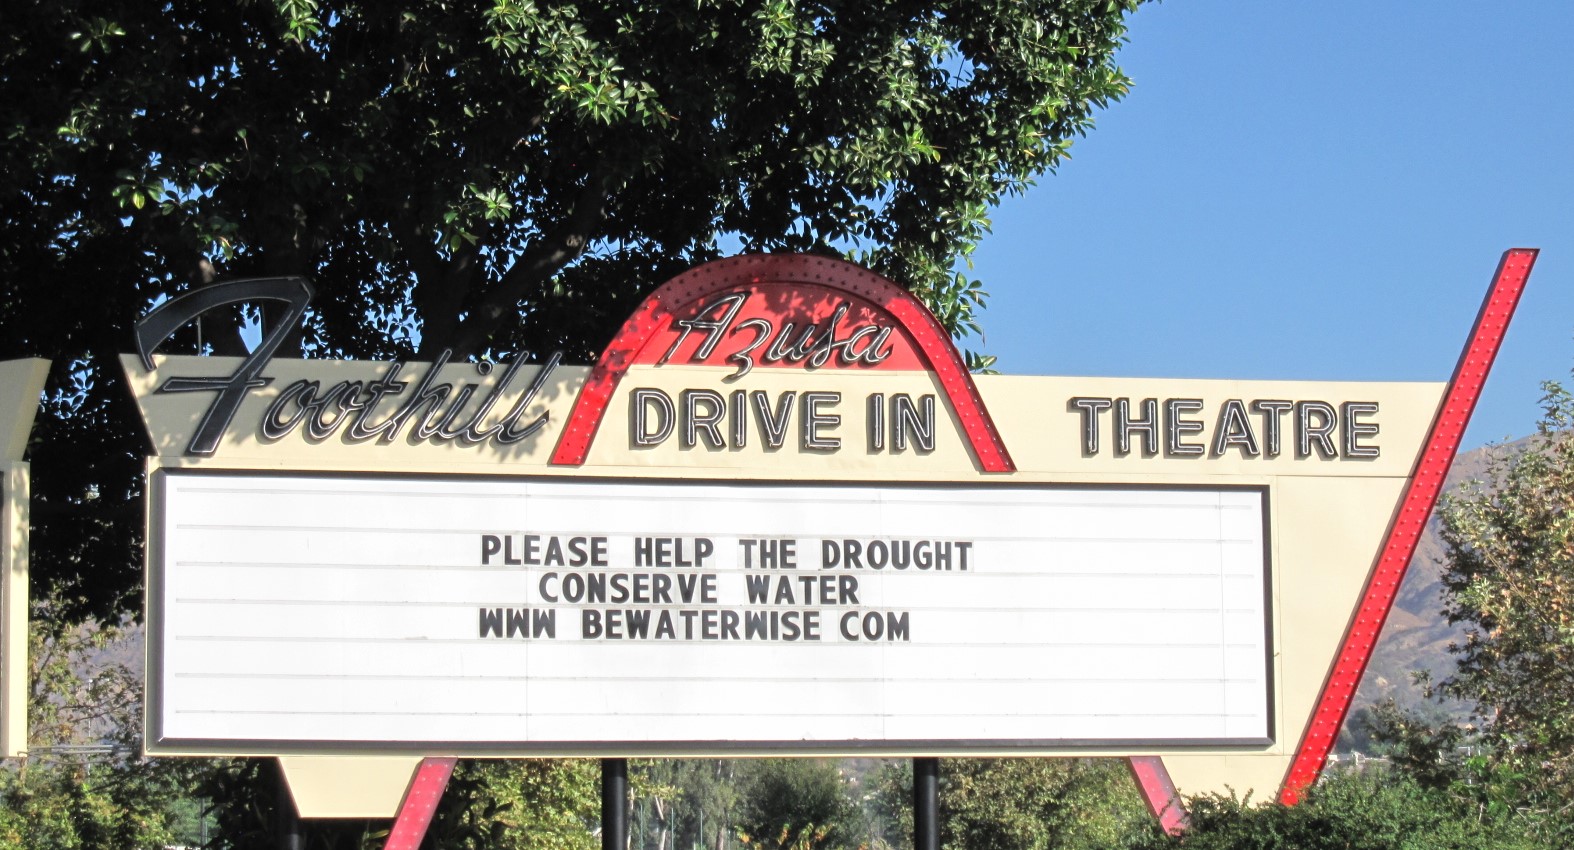 Azusa
Foothill DRIVE IN THEATRE
PLEASE HELP THE DROUGHT
CONSERVE WATER
WWW BEWATERWISE COM